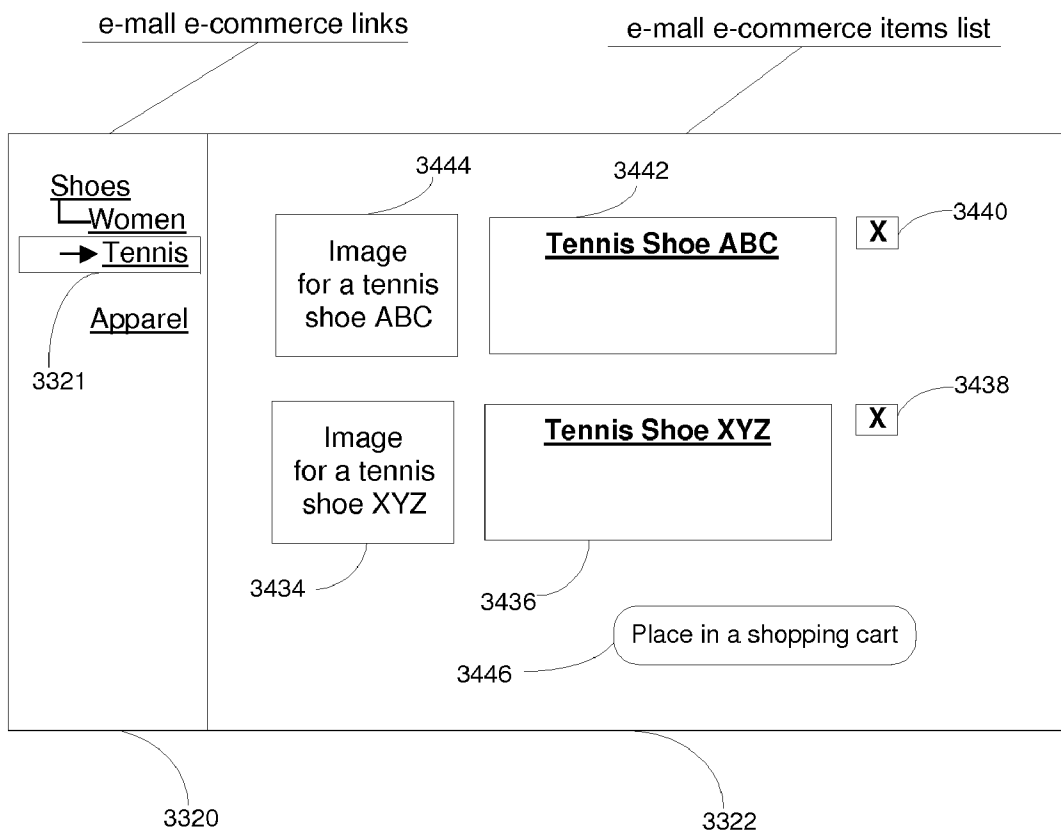 e-mall e-commerce links
e-mall e-commerce items list
3444
3442
3440
Shoes
Women
Tennis
Apparel
3321
Image
for a tennis
shoe ABC
Tennis Shoe ABC
X
3438
Image
for a tennis
shoe XYZ
Tennis Shoe XYZ
X
3434
3436
Place in a shopping cart
3446
3320
3322